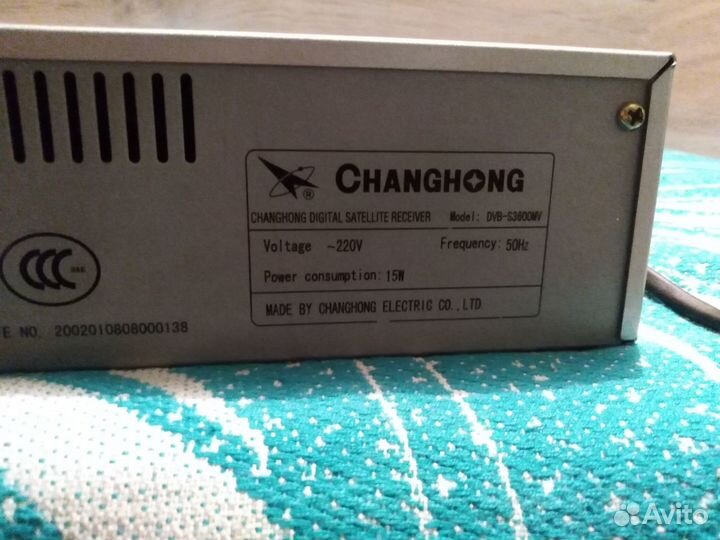 CHANGHONG
®
CHANGHONG DIGITAL SATELLITE RECEIVER Model: DVB-S3600MV
Voltage ~220V Frequency: 50Hz
Power consumption: 15W
MADE BY CHANGHONG ELECTRIC CO., LTD.
CCC
E NO. 2002010808000138
Avito